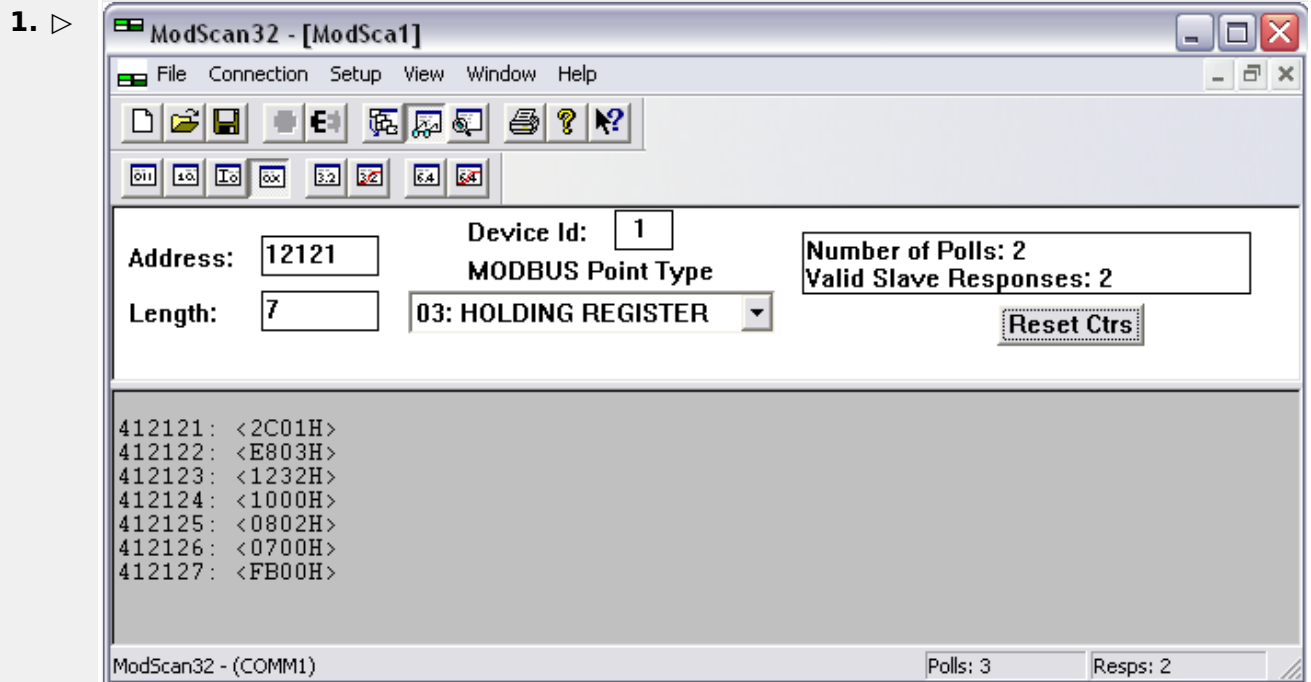 1. ▷
ModScan32 - [ModSca1]
File Connection Setup View Window Help
Address: 12121
Device Id: 1
MODBUS Point Type
Length: 7
03: HOLDING REGISTER
Number of Polls: 2
Valid Slave Responses: 2
Reset Ctrs
412121: <2C01H>
412122: <E803H>
412123: <1232H>
412124: <1000H>
412125: <0802H>
412126: <0700H>
412127: <FB00H>
ModScan32 - (COMM1)
Polls: 3
Resps: 2